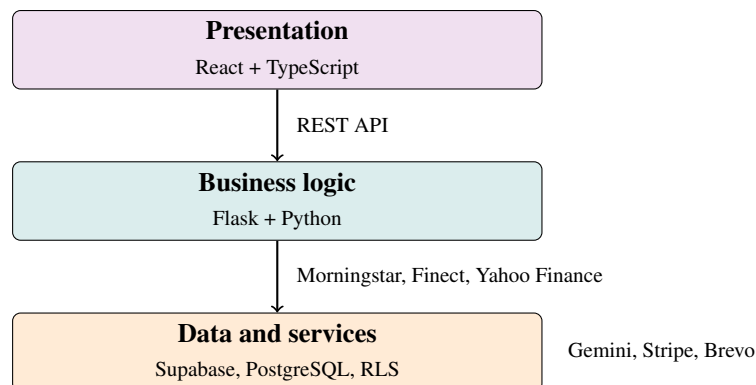 Presentation
React + TypeScript
REST API
Business logic
Flask + Python
Morningstar, Finect, Yahoo Finance
Data and services
Supabase, PostgreSQL, RLS
Gemini, Stripe, Brevo